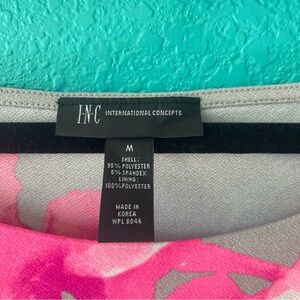 I·N·C INTERNATIONAL CONCEPTS
M
SHELL:
95% POLYESTER
5% SPANDEX
LINING:
100% POLYESTER
MADE IN
KOREA
WPL 8046